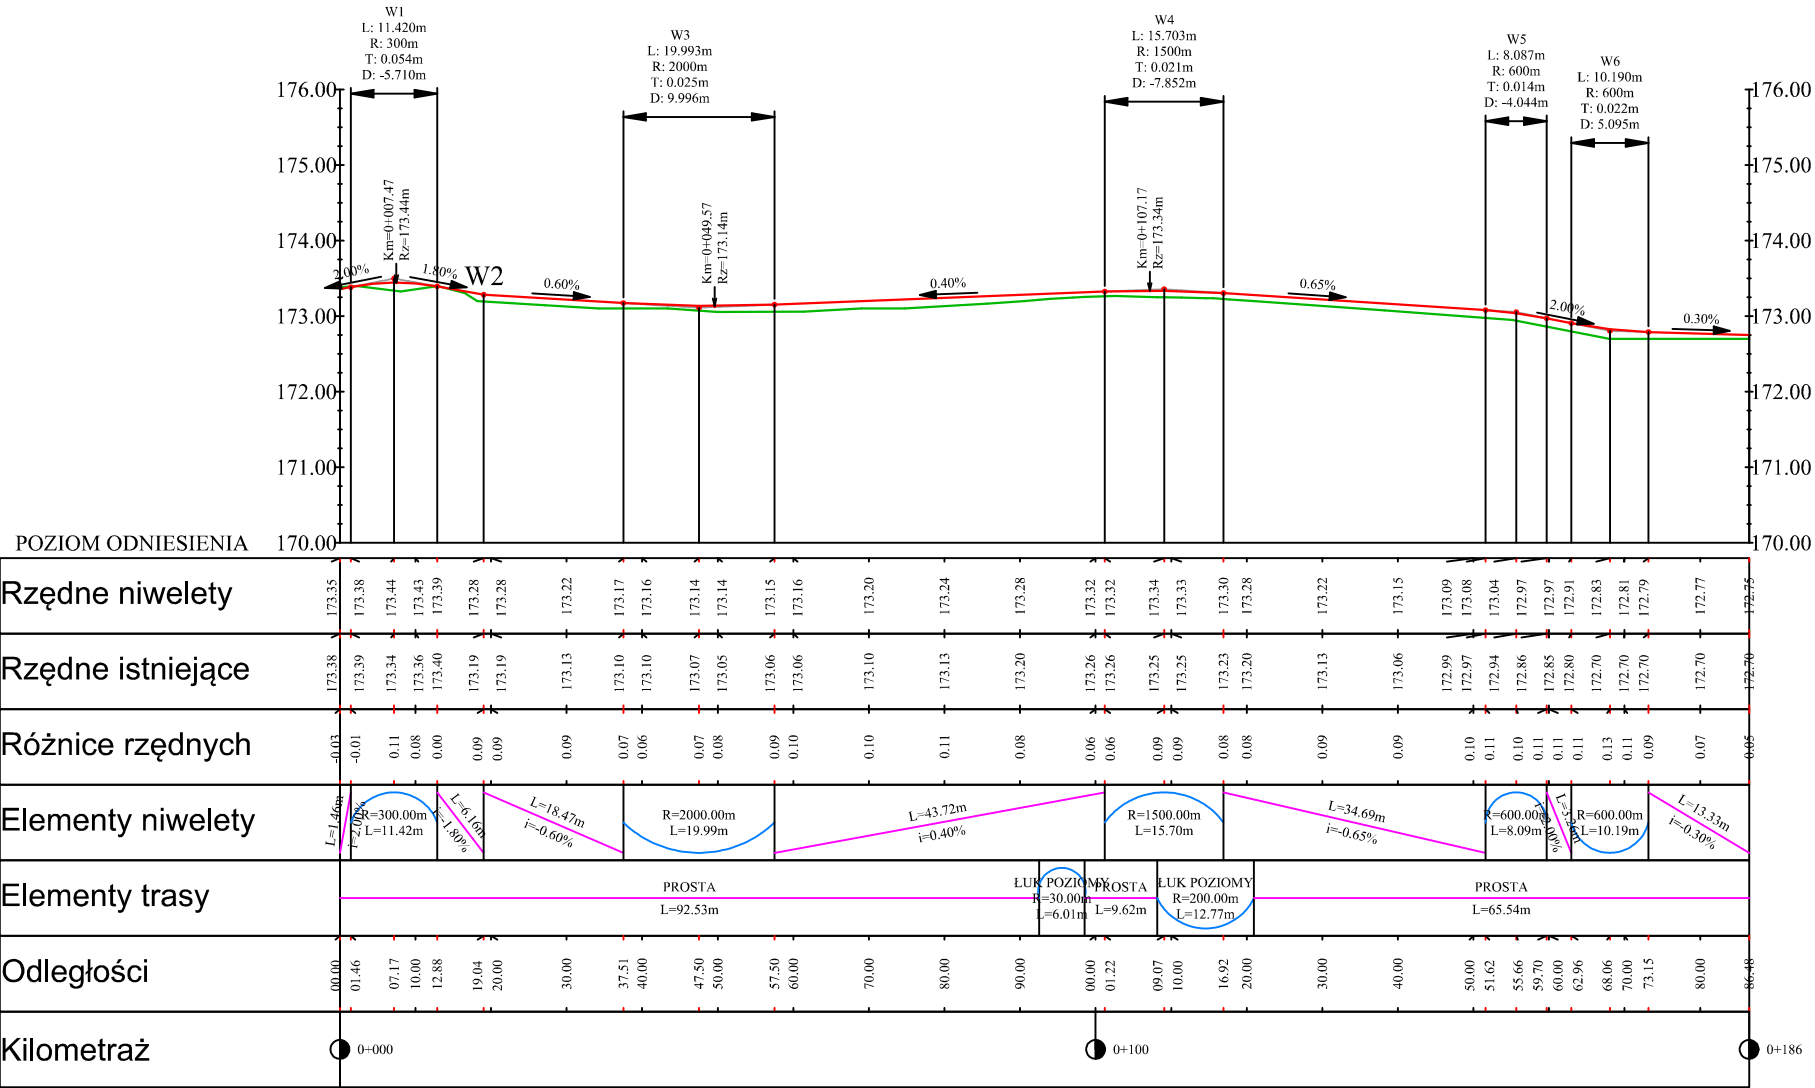 W1
L: 11.420m
R: 300m
T: 0.054m
D: -5.710m
W3
L: 19.993m
R: 2000m
T: 0.025m
D: 9.996m
W4
L: 15.703m
R: 1500m
T: 0.021m
D: -7.852m
W5
L: 8.087m
R: 600m
T: 0.014m
D: -4.044m
W6
L: 10.190m
R: 600m
T: 0.022m
D: 5.095m
176.00 176.00
175.00 175.00
174.00 174.00
173.00 173.00
172.00 172.00
171.00 171.00
170.00 170.00
Km=0+007.47
Rz=173.44m
Km=0+049.57
Rz=173.14m
Km=0+107.17
Rz=173.34m
2.00% 1.80% W2 0.60% 0.40% 0.65% 2.00% 0.30%
POZIOM ODNIESIENIA
Rzędne niwelety 173.35 173.38 173.44 173.43 173.39 173.28 173.28 173.22 173.17 173.16 173.14 173.14 173.15 173.16 173.20 173.24 173.28 173.32 173.32 173.34 173.33 173.30 173.28 173.22 173.15 173.09 173.08 173.04 172.97 172.97 172.91 172.83 172.81 172.79 172.77 172.75
Rzędne istniejące 173.38 173.39 173.34 173.36 173.40 173.19 173.19 173.13 173.10 173.10 173.07 173.05 173.06 173.06 173.10 173.13 173.20 173.26 173.26 173.25 173.25 173.23 173.20 173.13 173.06 172.99 172.97 172.94 172.86 172.85 172.80 172.70 172.70 172.70 172.70 172.70
Różnice rzędnych -0.03 -0.01 0.11 0.08 0.00 0.09 0.09 0.09 0.07 0.06 0.07 0.08 0.09 0.10 0.10 0.11 0.08 0.06 0.06 0.09 0.09 0.08 0.08 0.09 0.09 0.10 0.11 0.10 0.11 0.11 0.11 0.13 0.11 0.09 0.07 0.05
Elementy niwelety
L=1.46m
i=2.00%
R=300.00m
L=11.42m
L=6.16m
i=-1.80%
L=18.47m
i=-0.60%
R=2000.00m
L=19.99m
L=43.72m
i=0.40%
R=1500.00m
L=15.70m
L=34.69m
i=-0.65%
R=600.00m
L=8.09m
L=3.26m
i=-2.00%
R=600.00m
L=10.19m
L=13.33m
i=-0.30%
Elementy trasy
PROSTA
L=92.53m
ŁUK POZIOMY
R=30.00m
L=6.01m
PROSTA
L=9.62m
ŁUK POZIOMY
R=200.00m
L=12.77m
PROSTA
L=65.54m
Odległości 00.00 01.46 07.17 10.00 12.88 19.04 20.00 30.00 37.51 40.00 47.50 50.00 57.50 60.00 70.00 80.00 90.00 00.00 01.22 09.07 10.00 16.92 20.00 30.00 40.00 50.00 51.62 55.66 59.70 60.00 62.96 68.06 70.00 73.15 80.00 86.48
Kilometraż 0+000 0+100 0+186